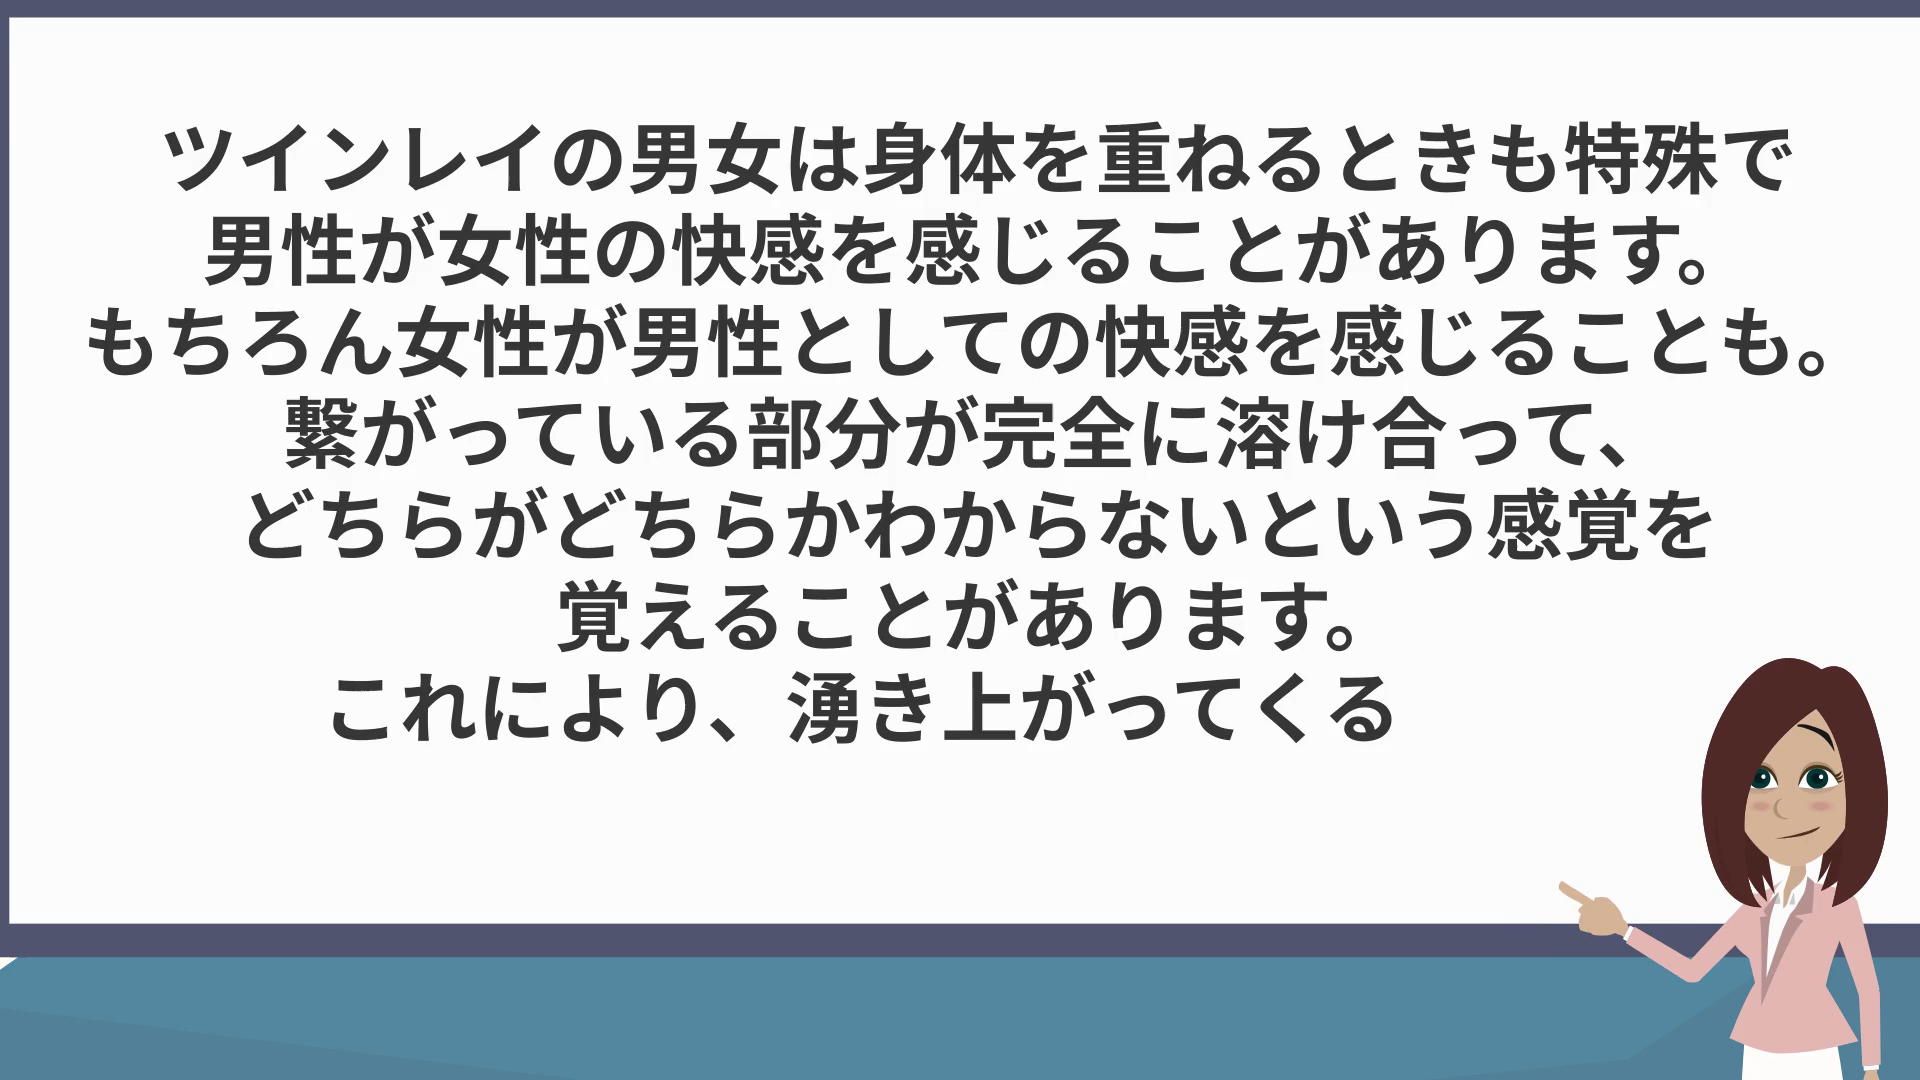 ツインレイの男女は身体を重ねるときも特殊で
男性が女性の快感を感じることがあります。
もちろん女性が男性としての快感を感じることも。
繋がっている部分が完全に溶け合って、
どちらがどちらかわからないという感覚を
覚えることがあります。
これにより、湧き上がってくる